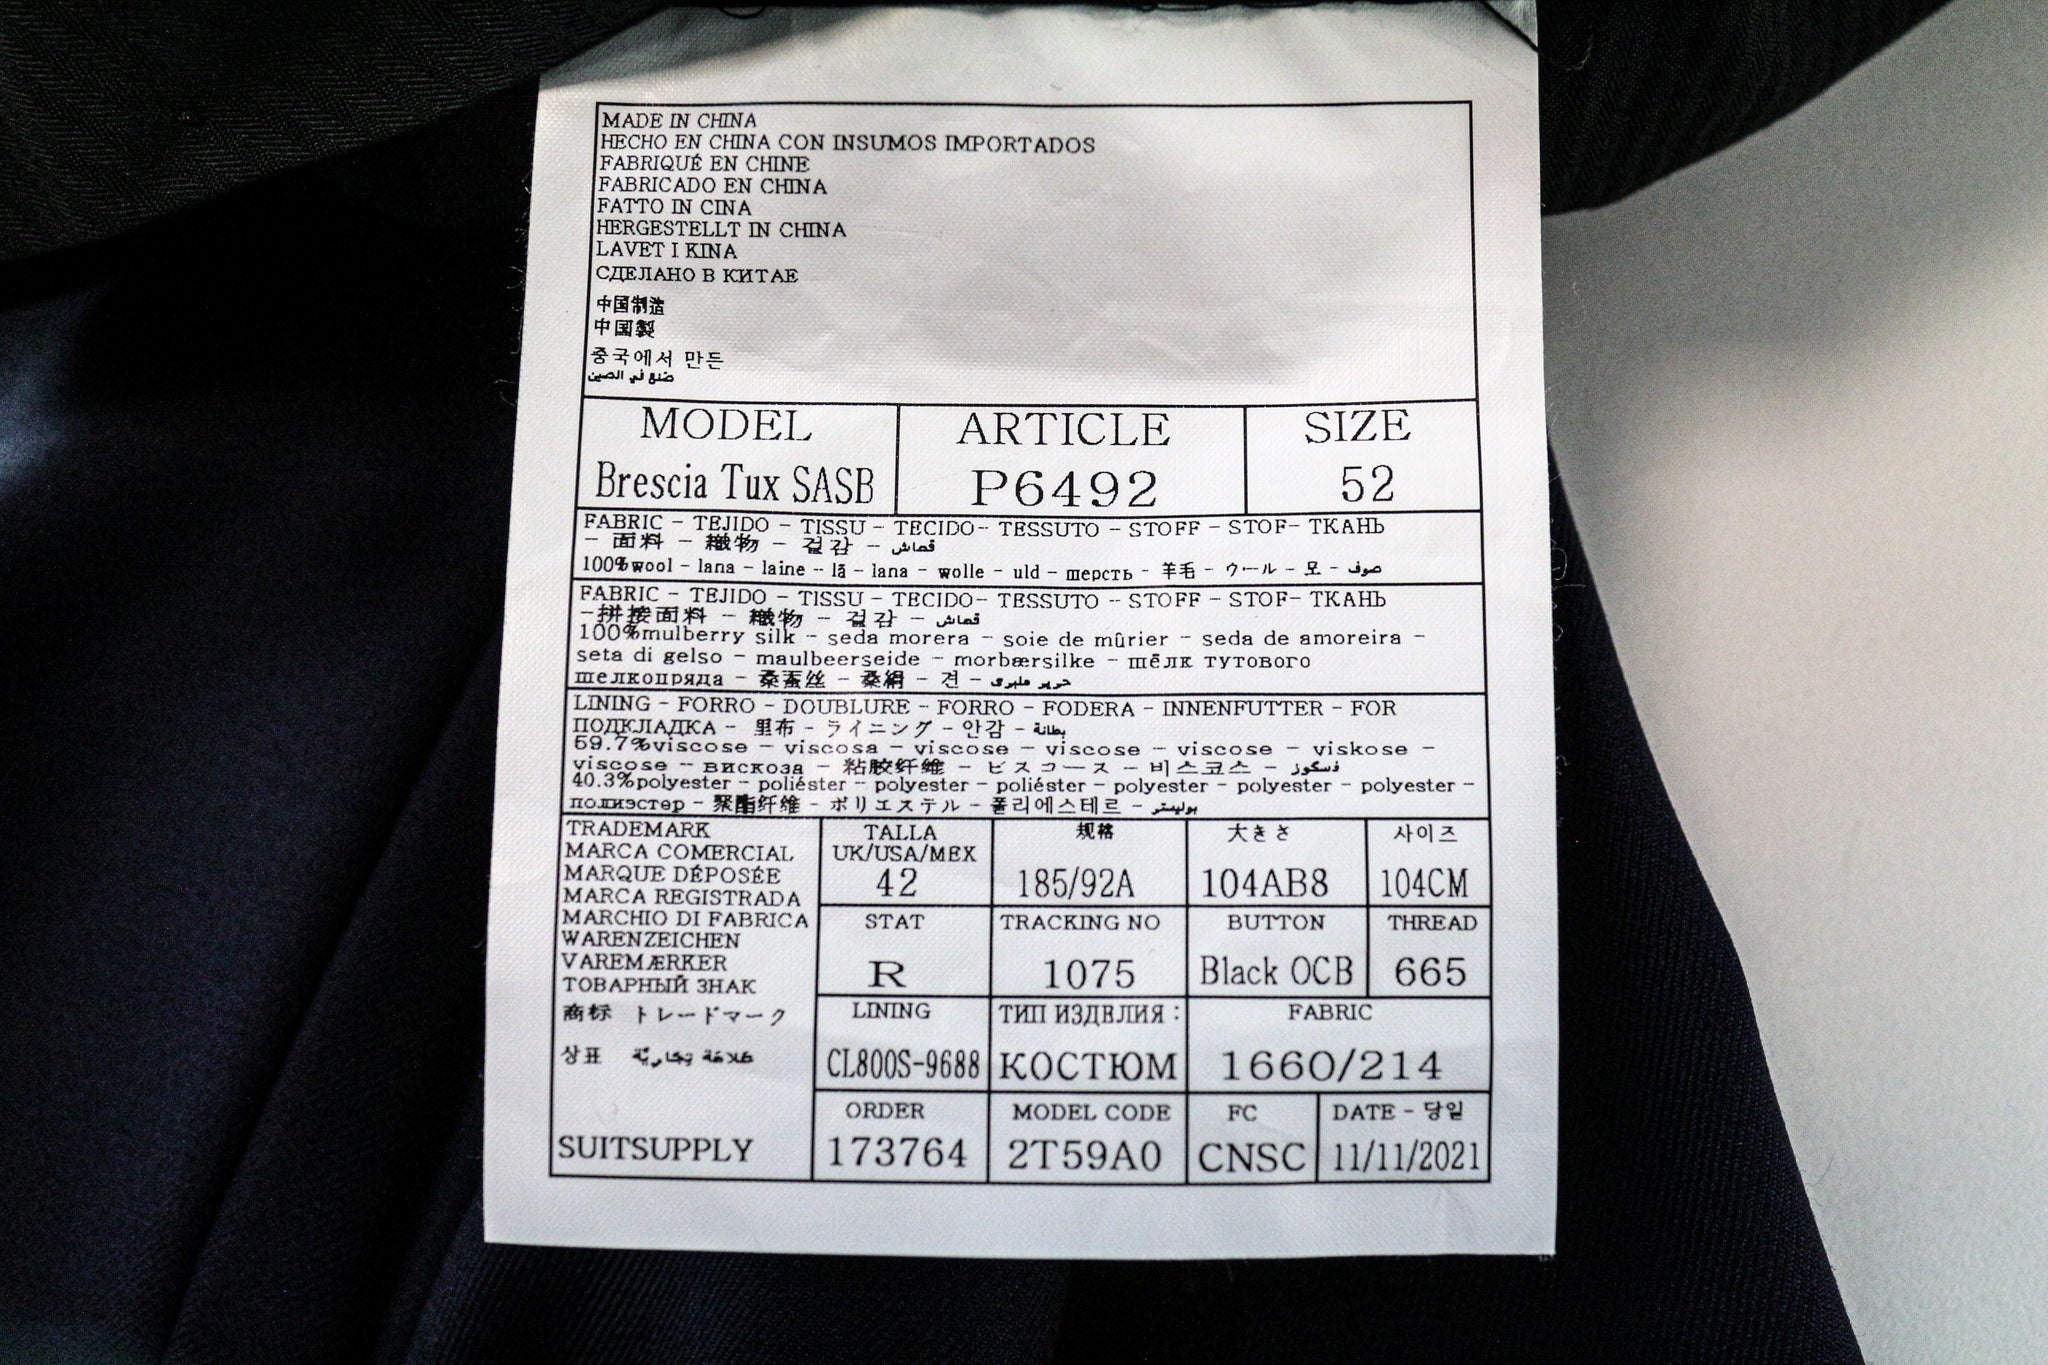 MADE IN CHINA
HECHO EN CHINA CON INSUMOS IMPORTADOS
FABRIQUÉ EN CHINE
FABRICADO EN CHINA
FATTO IN CINA
HERGESTELLT IN CHINA
LAVET I KINA
СДЕЛАНО В КИТАЕ
中国制造
中国製
중국에서 만든
صنع في الصين
MODEL
Brescia Tux SASB
ARTICLE
P6492
SIZE
52
FABRIC - TEJIDO - TISSU - TECIDO- TESSUTO - STOFF - STOF- ТКАНЬ
- 面料 - 織物 - 겉감 - قماش
100%wool - lana - laine - lã - lana - wolle - uld - шерсть - 羊毛 - ウール - 모 - صوف
FABRIC - TEJIDO - TISSU - TECIDO- TESSUTO - STOFF - STOF- ТКАНЬ
-拼接面料 - 織物 - 겉감 - قماش
100%mulberry silk - seda morera - soie de mûrier - seda de amoreira -
seta di gelso - maulbeerseide - morbærsilke - шёлк тутового
шелкопряда - 桑蚕丝 - 桑絹 - 견 - حرير ملبري
LINING - FORRO - DOUBLURE - FORRO - FODERA - INNENFUTTER - FOR
ПОДКЛАДКА - 里布 - ライニング - 안감 - بطانة
59.7%viscose - viscosa - viscose - viscose - viscose - viskose -
viscose - вискоза - 粘胶纤维 - ビスコース - 비스코스 - فسكوز
40.3%polyester - poliéster - polyester - poliéster - polyester - polyester - polyester -
полиэстер - 聚酯纤维 - ポリエステル - 폴리에스테르 - بوليستر
TRADEMARK
MARCA COMERCIAL
MARQUE DÉPOSÉE
MARCA REGISTRADA
MARCHIO DI FABRICA
WARENZEICHEN
VAREMÆRKER
ТОВАРНЫЙ ЗНАК
商标 トレードマーク
상표 علامة تجارية
SUITSUPPLY
TALLA
UK/USA/MEX
42
规格
185/92A
大きさ
104AB8
사이즈
104CM
STAT
R
TRACKING NO
1075
BUTTON
Black OCB
THREAD
665
LINING
CL800S-9688
ТИП ИЗДЕЛИЯ :
КОСТЮМ
FABRIC
1660/214
ORDER
173764
MODEL CODE
2T59A0
FC
CNSC
DATE - 당일
11/11/2021